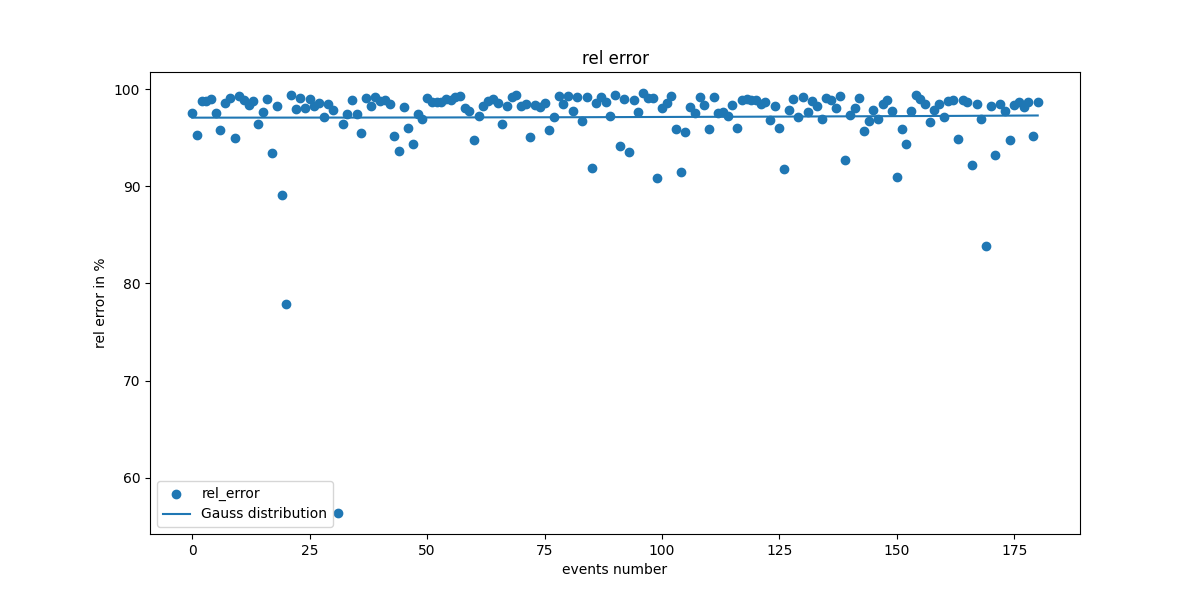 rel error
100
90
80
70
60
rel error in %
rel_error
Gauss distribution
0 25 50 75 100 125 150 175
events number